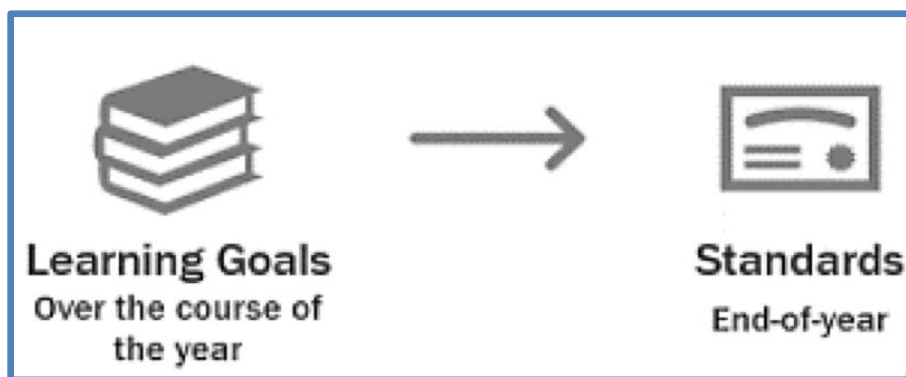 Learning Goals
Over the course of
the year
Standards
End-of-year